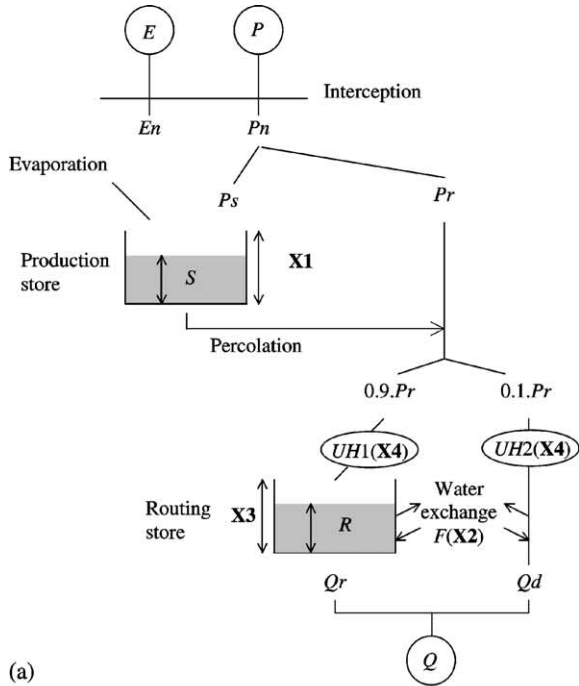 E P
Interception
En Pn
Evaporation
Ps Pr
Production
store
S
X1
Percolation
0.9.Pr 0.1.Pr
UH1(X4) UH2(X4)
Routing
store
X3
R
Water
exchange
F(X2)
Qr Qd
Q
(a)